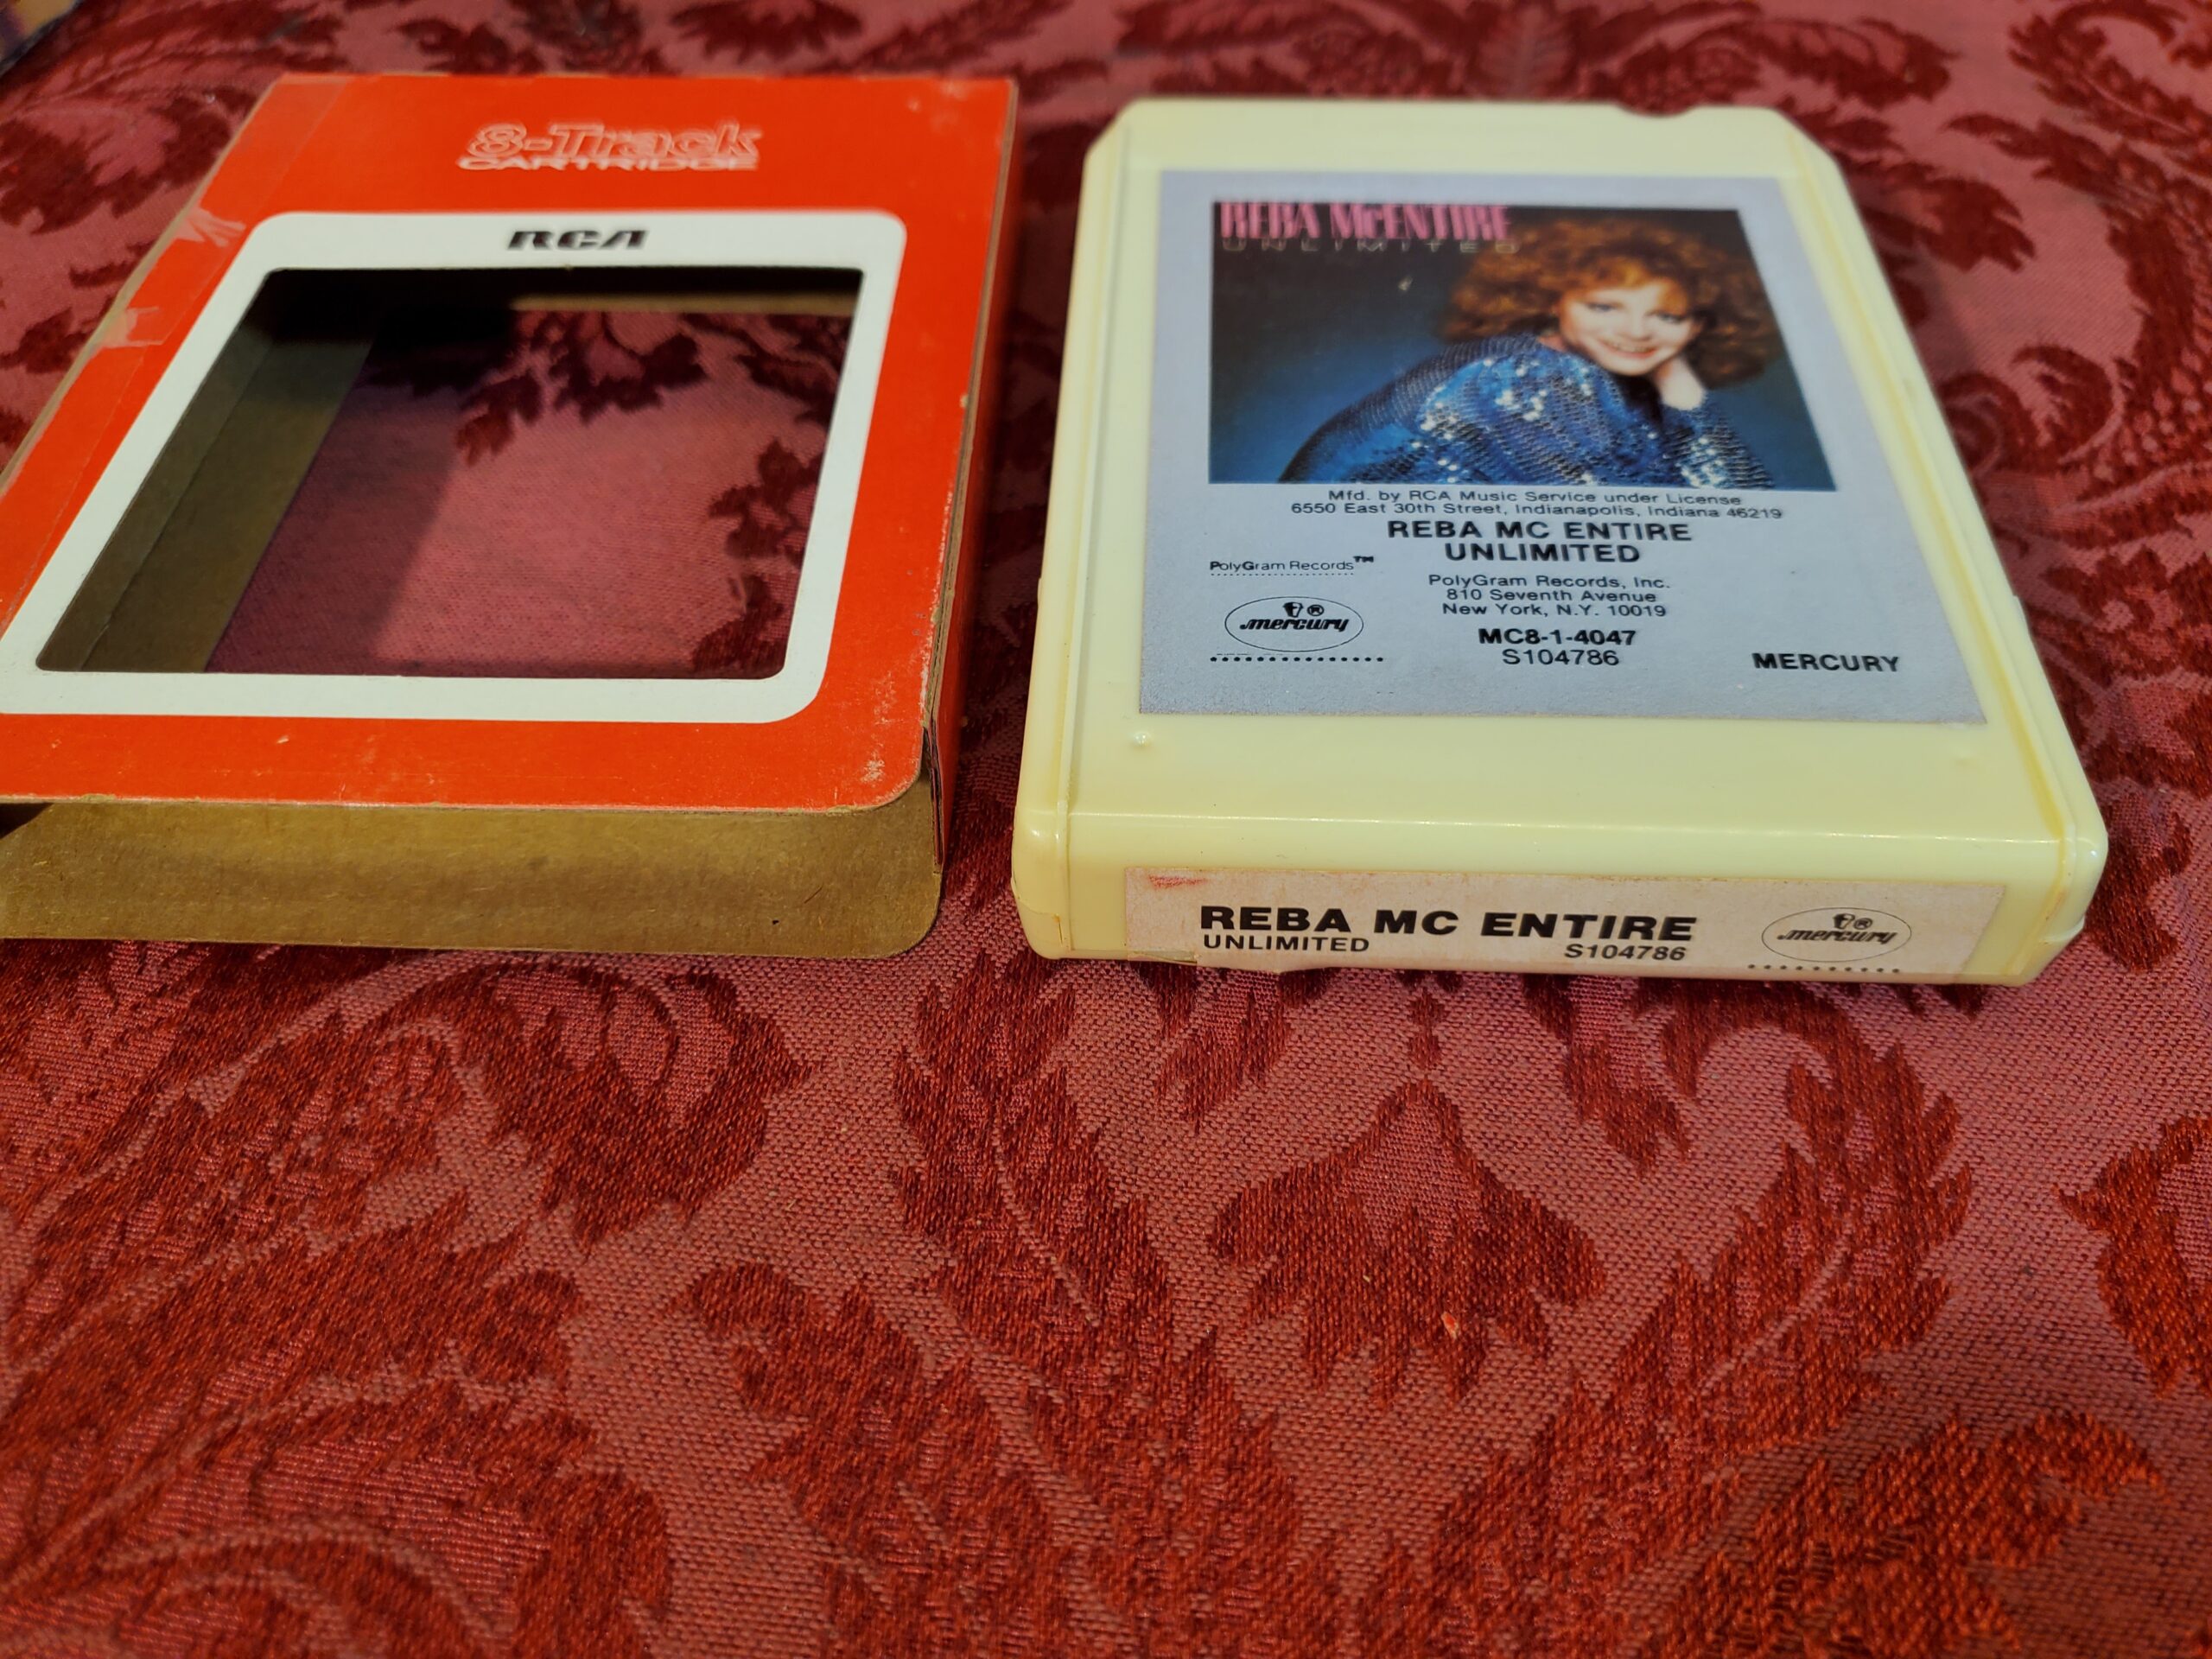 8-Track
CARTRIDGE
RCA
REBA McENTIRE
UNLIMITED
Mfd. by RCA Music Service under License
6550 East 30th Street, Indianapolis, Indiana 46219
REBA MC ENTIRE
UNLIMITED
PolyGram Records™
PolyGram Records, Inc.
810 Seventh Avenue
New York, N.Y. 10019
mercury®
MC8-1-4047
S104786
MERCURY
REBA MC ENTIRE
UNLIMITED S104786
mercury®